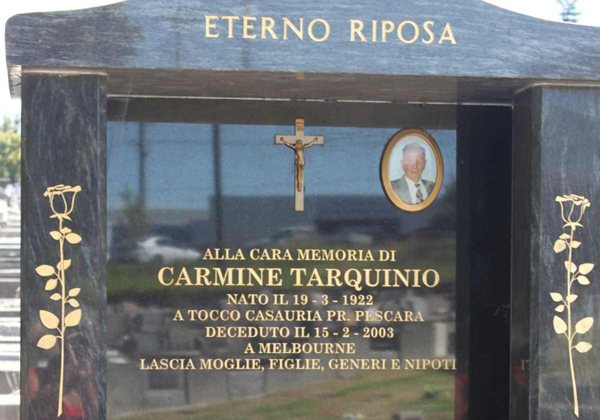 ETERNO RIPOSA
ALLA CARA MEMORIA DI
CARMINE TARQUINIO
NATO IL 19 - 3 - 1922
A TOCCO CASAURIA PR. PESCARA
DECEDUTO IL 15 - 2 - 2003
A MELBOURNE
LASCIA MOGLIE, FIGLIE, GENERI E NIPOTI